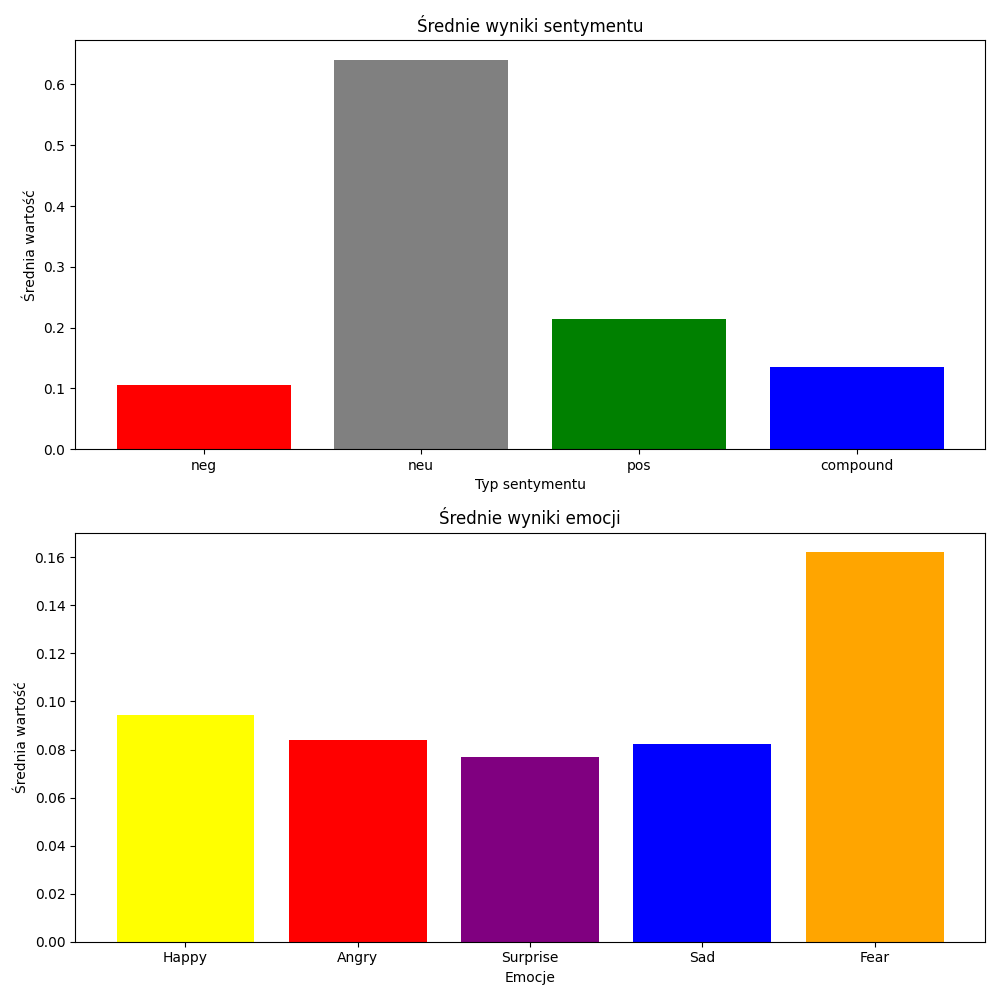 Średnie wyniki sentymentu
0.6
0.5
0.4
0.3
0.2
0.1
0.0
Średnia wartość
neg neu pos compound
Typ sentymentu
Średnie wyniki emocji
0.16
0.14
0.12
0.10
0.08
0.06
0.04
0.02
0.00
Średnia wartość
Happy Angry Surprise Sad Fear
Emocje